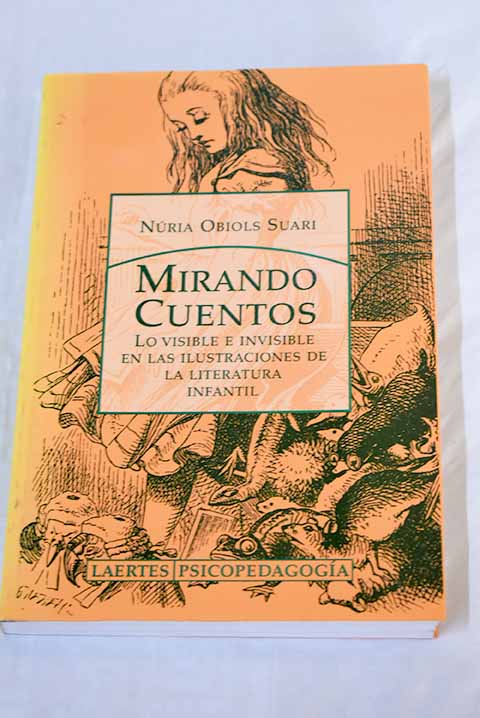 NÚRIA OBIOLS SUARI
MIRANDO
CUENTOS
LO VISIBLE E INVISIBLE
EN LAS ILUSTRACIONES DE
LA LITERATURA
INFANTIL
LAERTES PSICOPEDAGOGÍA